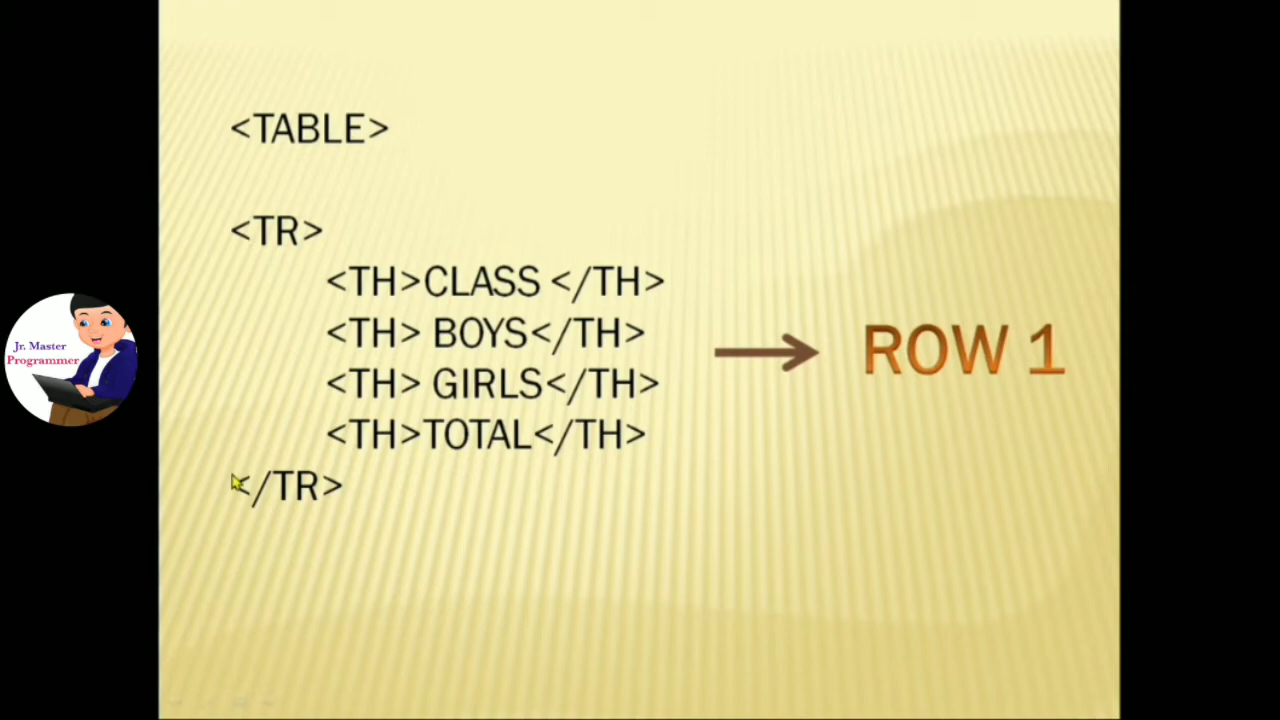 <TABLE>
<TR>
<TH>CLASS </TH>
<TH> BOYS</TH>
<TH> GIRLS</TH>
<TH>TOTAL</TH>
</TR>
ROW 1
Jr. Master
Programmer